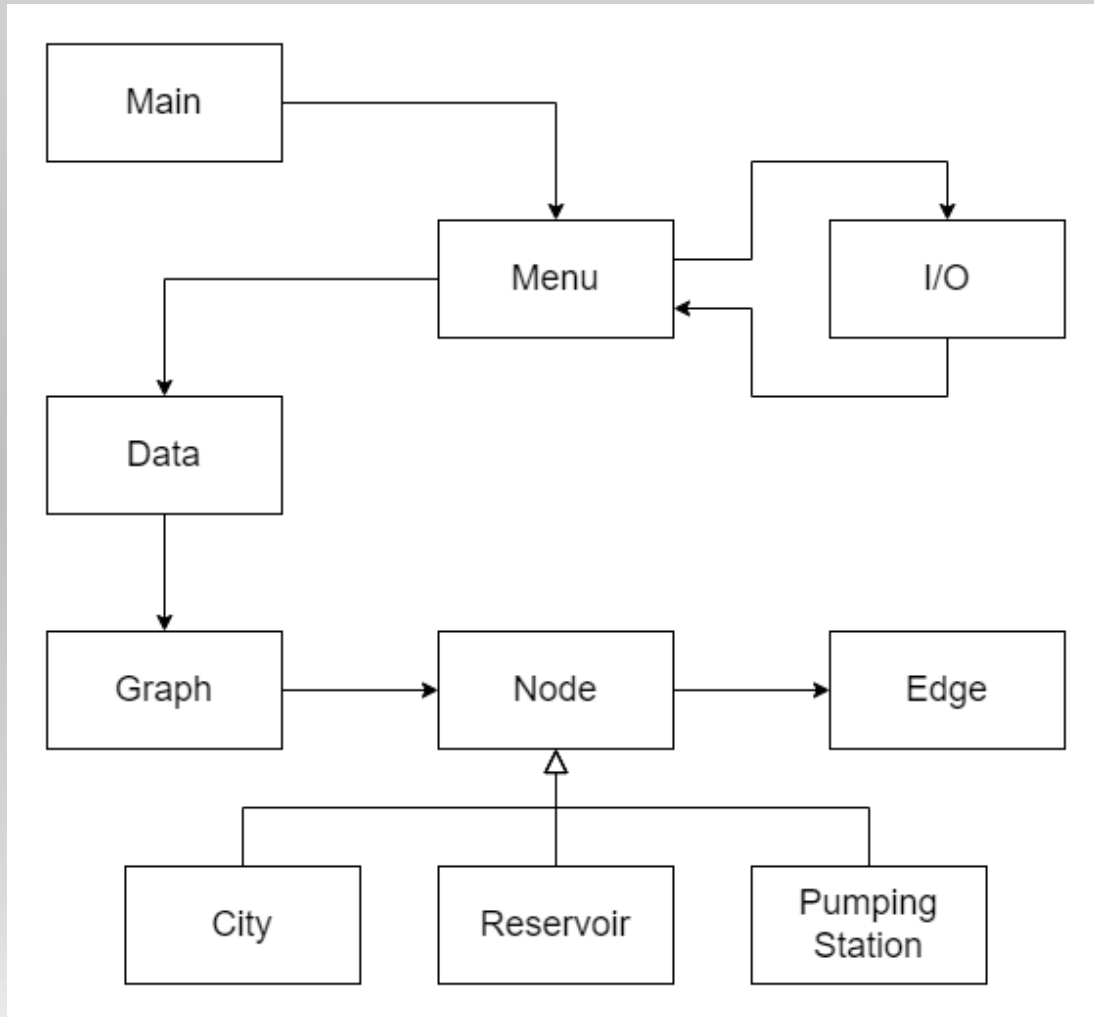 Main
Menu
I/O
Data
Graph
Node
Edge
City
Reservoir
Pumping
Station